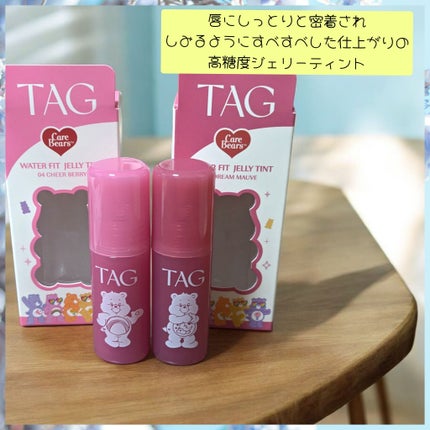 唇にしっとりと密着され
しみるようにすべすべした仕上がりの
高糖度ジェリーティント
TAG
Care
Bears
WATER FIT JELLY
04 CHEER BERRY
TAG
Care
Bears
FIT JELLY TINT
DREAM MAUVE
TAG
TAG